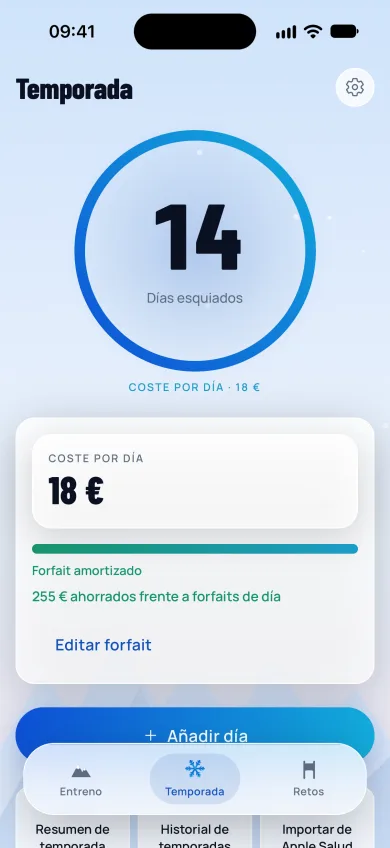 09:41
Temporada
14
Días esquiados
COSTE POR DÍA · 18 €
COSTE POR DÍA
18 €
Forfait amortizado
255 € ahorrados frente a forfaits de día
Editar forfait
+ Añadir día
Entreno
Temporada
Retos
Resumen de
temporada
Historial de
temporadas
Importar de
Apple Salud